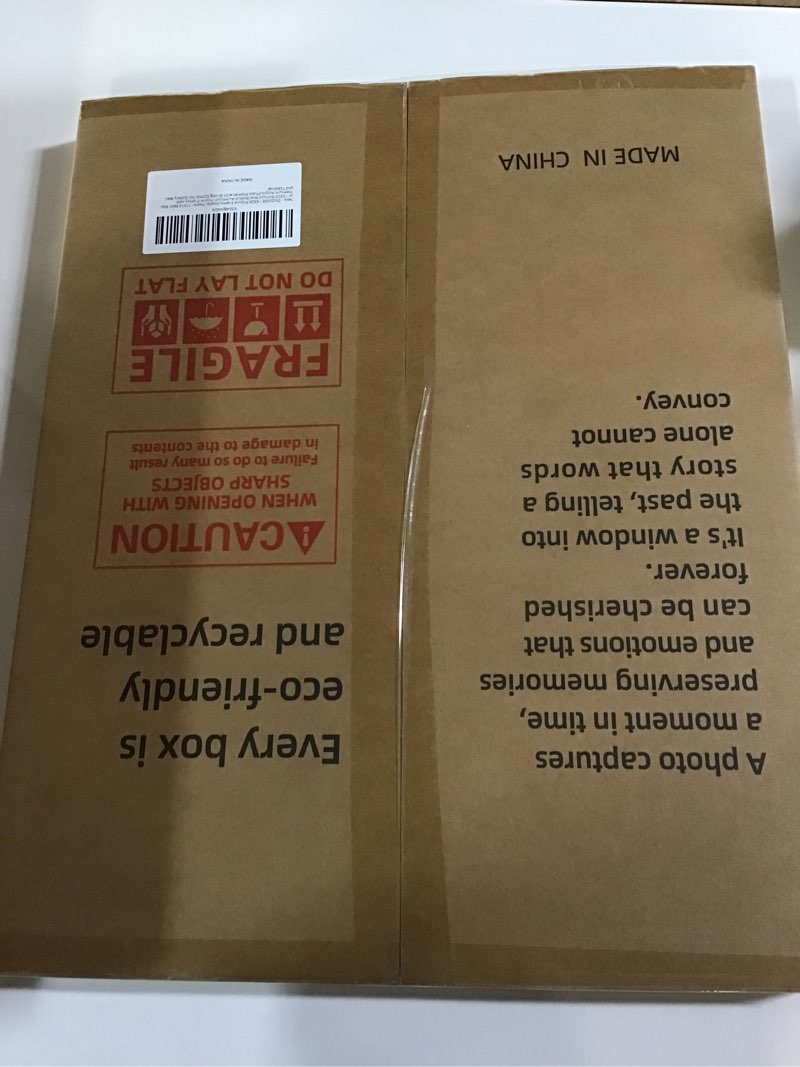 A photo captures
a moment in time,
preserving memories
and emotions that
can be cherished
forever.
It's a window into
the past, telling a
story that words
alone cannot
convey.
MADE IN CHINA
Every box is
eco-friendly
and recyclable
CAUTION
WHEN OPENING WITH
SHARP OBJECTS
Failure to do so many result
in damage to the contents
FRAGILE
DO NOT LAY FLAT
MADE IN CHINA